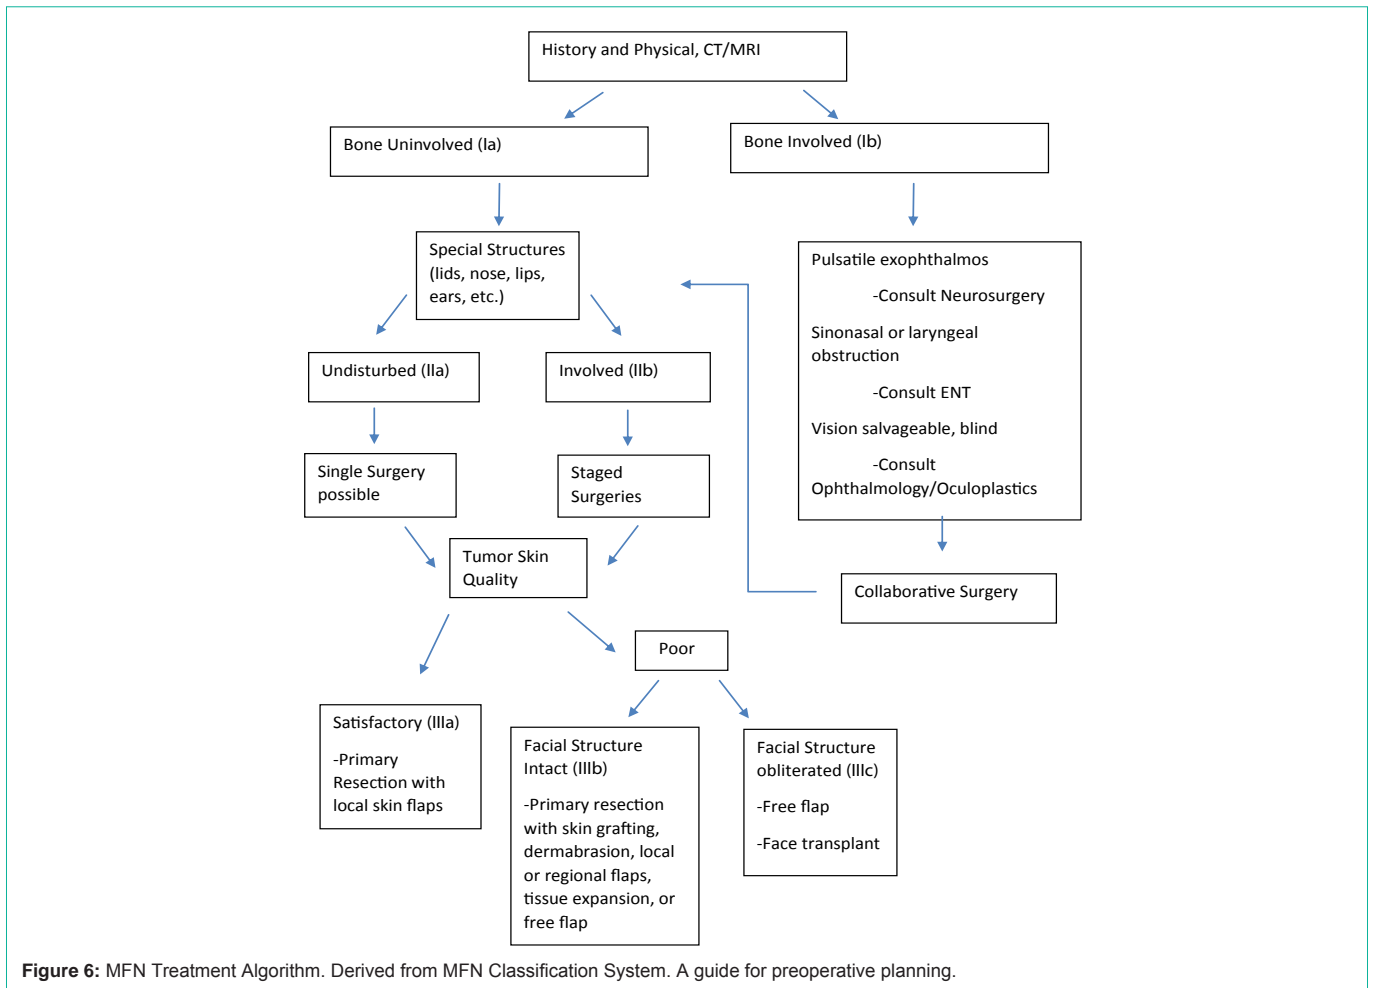 History and Physical, CT/MRI
Bone Uninvolved (Ia)
Bone Involved (Ib)
Special Structures
(lids, nose, lips,
ears, etc.)
Pulsatile exophthalmos
-Consult Neurosurgery
Sinonasal or laryngeal
obstruction
-Consult ENT
Vision salvageable, blind
-Consult
Ophthalmology/Oculoplastics
Undisturbed (IIa)
Involved (IIb)
Single Surgery
possible
Staged
Surgeries
Tumor Skin
Quality
Collaborative Surgery
Poor
Satisfactory (IIIa)
-Primary
Resection with
local skin flaps
Facial Structure
Intact (IIIb)
-Primary resection
with skin grafting,
dermabrasion, local
or regional flaps,
tissue expansion, or
free flap
Facial Structure
obliterated (IIIc)
-Free flap
-Face transplant
Figure 6: MFN Treatment Algorithm. Derived from MFN Classification System. A guide for preoperative planning.